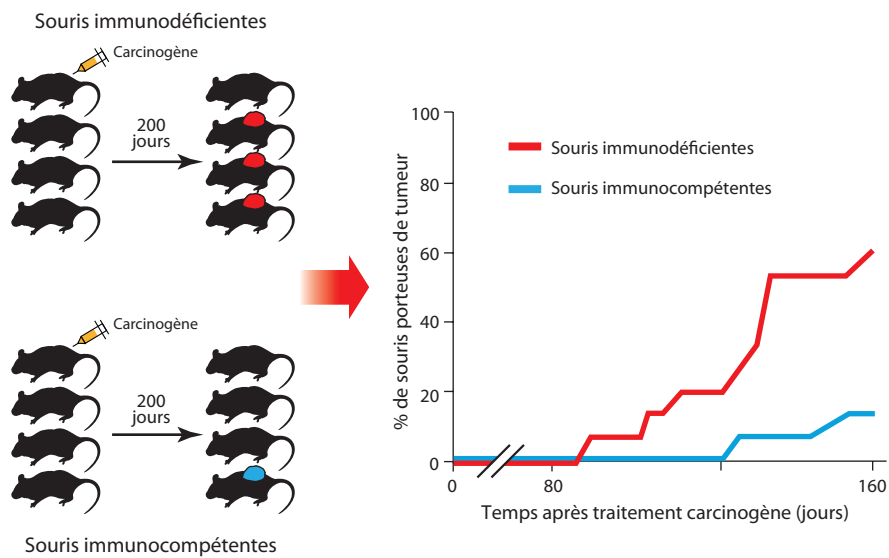 Souris immunodéficientes
Carcinogène
200
jours
Carcinogène
200
jours
Souris immunocompétentes
% de souris porteuses de tumeur
100
80
60
40
20
0
Souris immunodéficientes
Souris immunocompétentes
0
80
160
Temps après traitement carcinogène (jours)